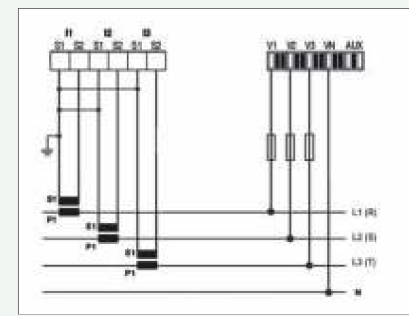 I1 I2 I3
S1 S2 S1 S2 S1 S2
V1 V2 V3 VN AUX
S1
P1
L1 (R)
S1
P1
L2 (S)
S1
P1
L3 (T)
N